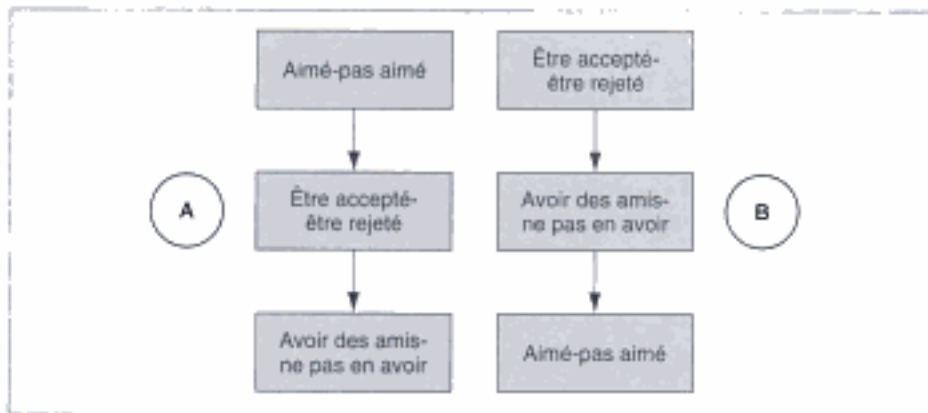 Aimé-pas aimé
Être accepté-
être rejeté
A
Être accepté-
être rejeté
Avoir des amis-
ne pas en avoir
B
Avoir des amis-
ne pas en avoir
Aimé-pas aimé